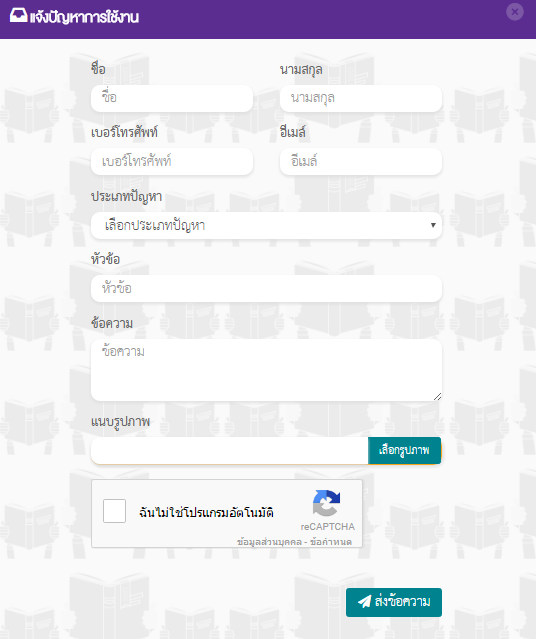 แจ้งปัญหาการใช้งาน
ชื่อ นามสกุล
ชื่อ นามสกุล
เบอร์โทรศัพท์ อีเมล์
เบอร์โทรศัพท์ อีเมล์
ประเภทปัญหา
เลือกประเภทปัญหา
หัวข้อ
หัวข้อ
ข้อความ
ข้อความ
แนบรูปภาพ
เลือกรูปภาพ
ฉันไม่ใช่โปรแกรมอัตโนมัติ
reCAPTCHA
ข้อมูลส่วนบุคคล - ข้อกำหนด
ส่งข้อความ